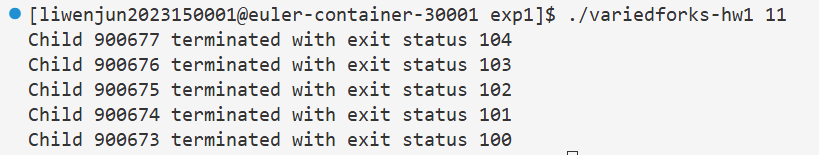 [liwenjun2023150001@euler-container-30001 exp1]$ ./variedforks-hw1 11
Child 900677 terminated with exit status 104
Child 900676 terminated with exit status 103
Child 900675 terminated with exit status 102
Child 900674 terminated with exit status 101
Child 900673 terminated with exit status 100